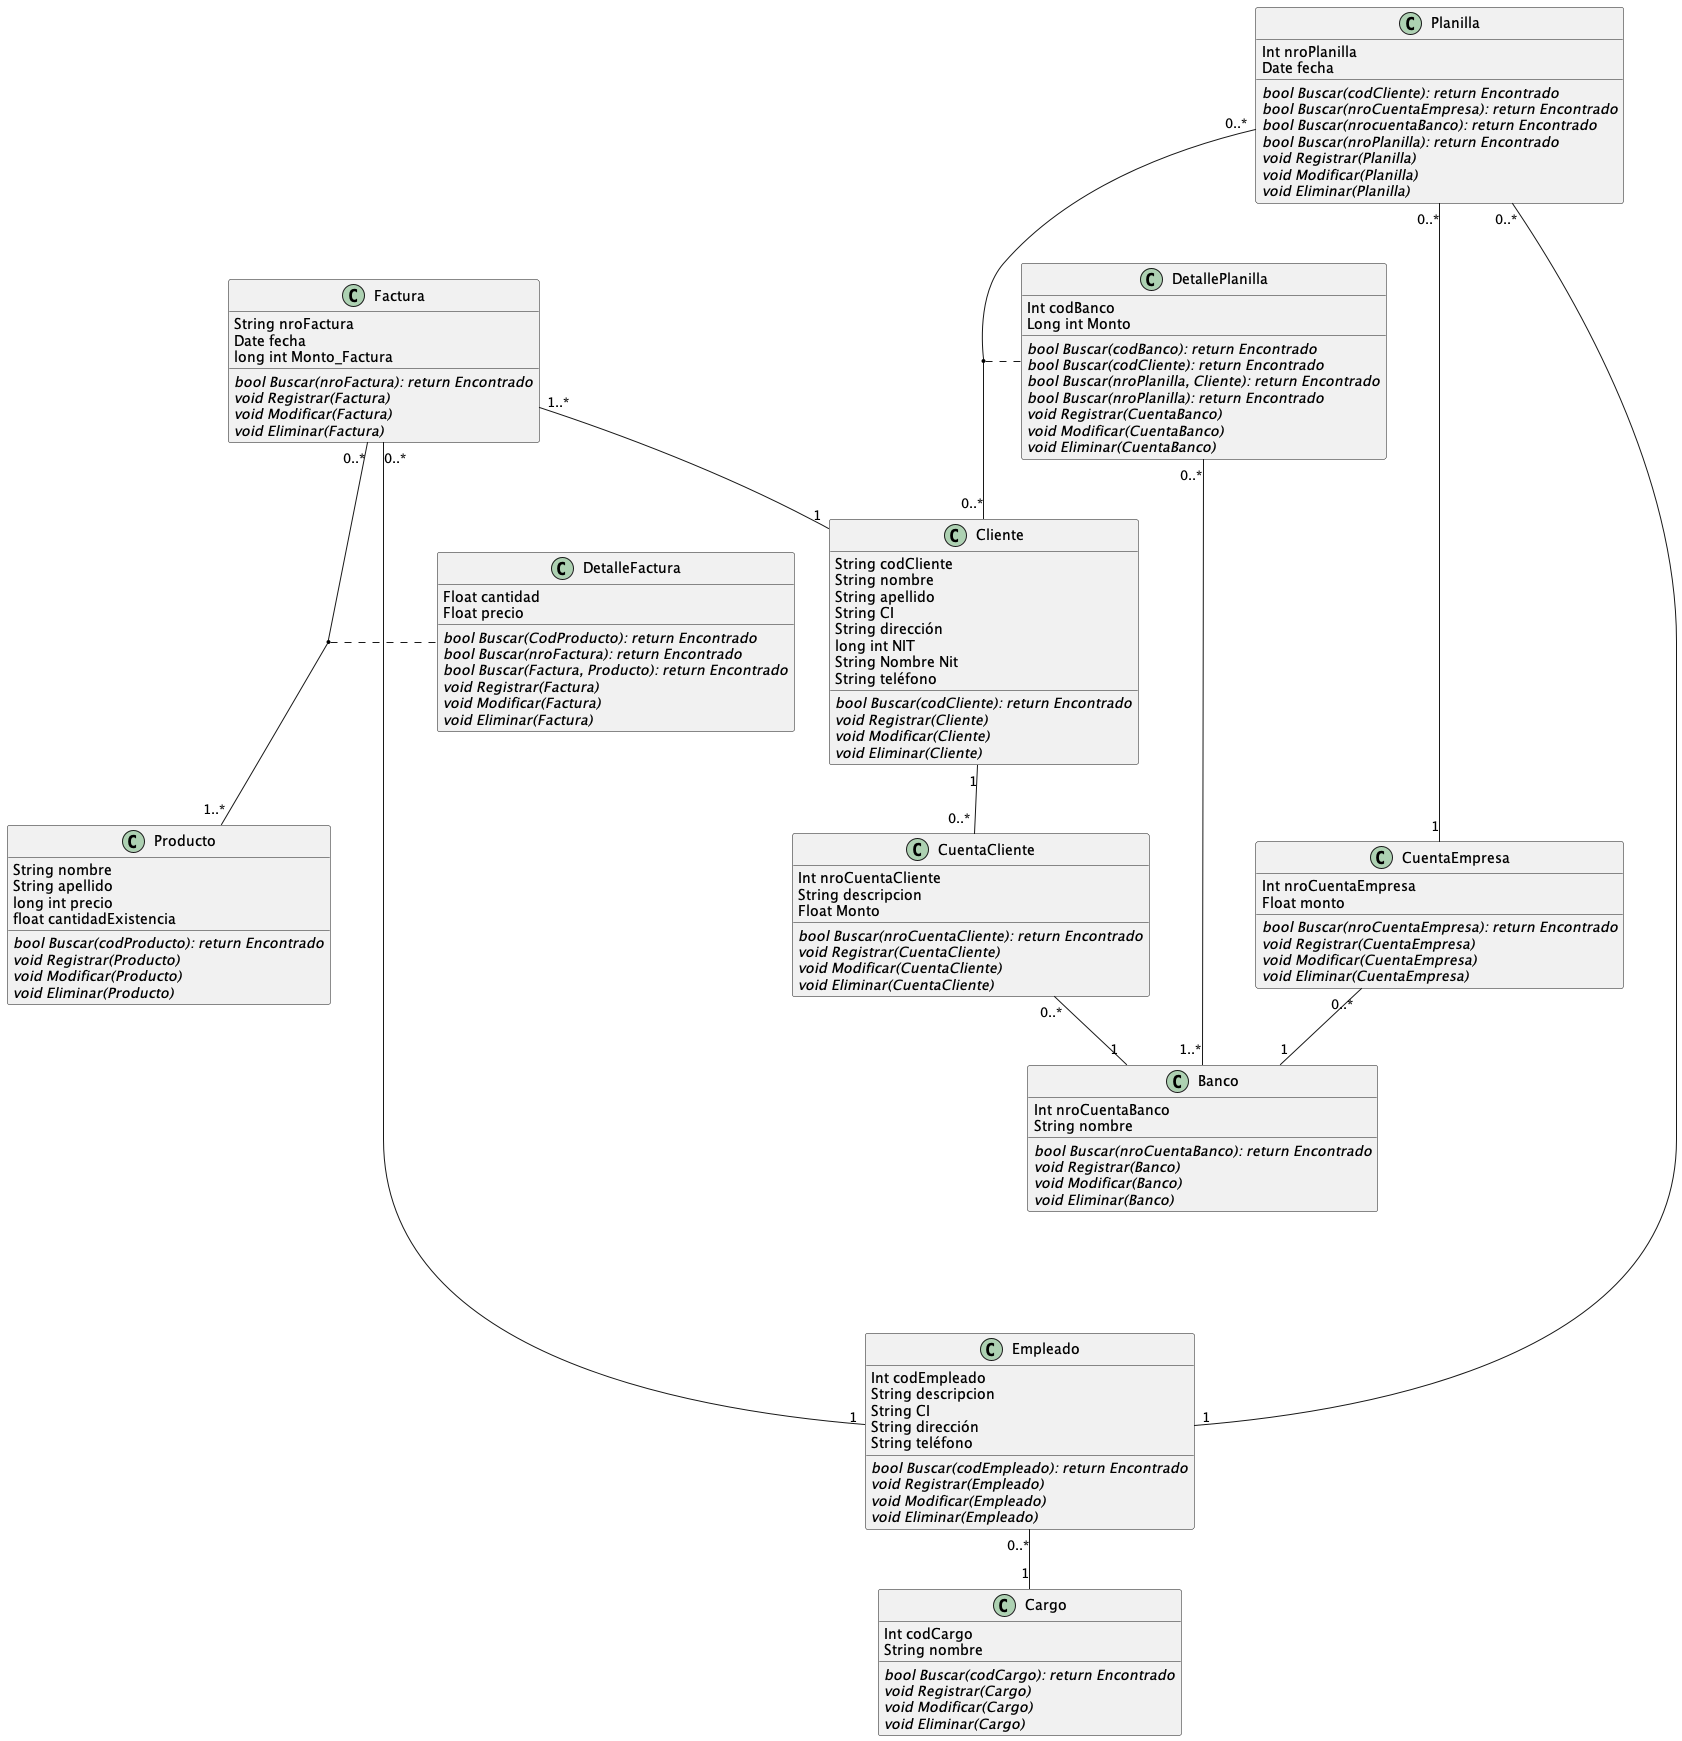 C Planilla
Int nroPlanilla
Date fecha
bool Buscar(codCliente): return Encontrado
bool Buscar(nroCuentaEmpresa): return Encontrado
bool Buscar(nrocuentaBanco): return Encontrado
bool Buscar(nroPlanilla): return Encontrado
void Registrar(Planilla)
void Modificar(Planilla)
void Eliminar(Planilla)
0..*
0..*
0..*
C DetallePlanilla
Int codBanco
Long int Monto
bool Buscar(codBanco): return Encontrado
bool Buscar(codCliente): return Encontrado
bool Buscar(nroPlanilla, Cliente): return Encontrado
bool Buscar(nroPlanilla): return Encontrado
void Registrar(CuentaBanco)
void Modificar(CuentaBanco)
void Eliminar(CuentaBanco)
0..*
C Factura
String nroFactura
Date fecha
long int Monto_Factura
bool Buscar(nroFactura): return Encontrado
void Registrar(Factura)
void Modificar(Factura)
void Eliminar(Factura)
1..*
0..*
0..*
1
0..*
C Cliente
String codCliente
String nombre
String apellido
String CI
String dirección
long int NIT
String Nombre Nit
String teléfono
bool Buscar(codCliente): return Encontrado
void Registrar(Cliente)
void Modificar(Cliente)
void Eliminar(Cliente)
1
C DetalleFactura
Float cantidad
Float precio
bool Buscar(CodProducto): return Encontrado
bool Buscar(nroFactura): return Encontrado
bool Buscar(Factura, Producto): return Encontrado
void Registrar(Factura)
void Modificar(Factura)
void Eliminar(Factura)
1..*
C Producto
String nombre
String apellido
long int precio
float cantidadExistencia
bool Buscar(codProducto): return Encontrado
void Registrar(Producto)
void Modificar(Producto)
void Eliminar(Producto)
0..*
C CuentaCliente
Int nroCuentaCliente
String descripcion
Float Monto
bool Buscar(nroCuentaCliente): return Encontrado
void Registrar(CuentaCliente)
void Modificar(CuentaCliente)
void Eliminar(CuentaCliente)
0..*
1
C CuentaEmpresa
Int nroCuentaEmpresa
Float monto
bool Buscar(nroCuentaEmpresa): return Encontrado
void Registrar(CuentaEmpresa)
void Modificar(CuentaEmpresa)
void Eliminar(CuentaEmpresa)
0..*
1
1..*
1
C Banco
Int nroCuentaBanco
String nombre
bool Buscar(nroCuentaBanco): return Encontrado
void Registrar(Banco)
void Modificar(Banco)
void Eliminar(Banco)
C Empleado
Int codEmpleado
String descripcion
String CI
String dirección
String teléfono
bool Buscar(codEmpleado): return Encontrado
void Registrar(Empleado)
void Modificar(Empleado)
void Eliminar(Empleado)
1
1
0..*
1
C Cargo
Int codCargo
String nombre
bool Buscar(codCargo): return Encontrado
void Registrar(Cargo)
void Modificar(Cargo)
void Eliminar(Cargo)